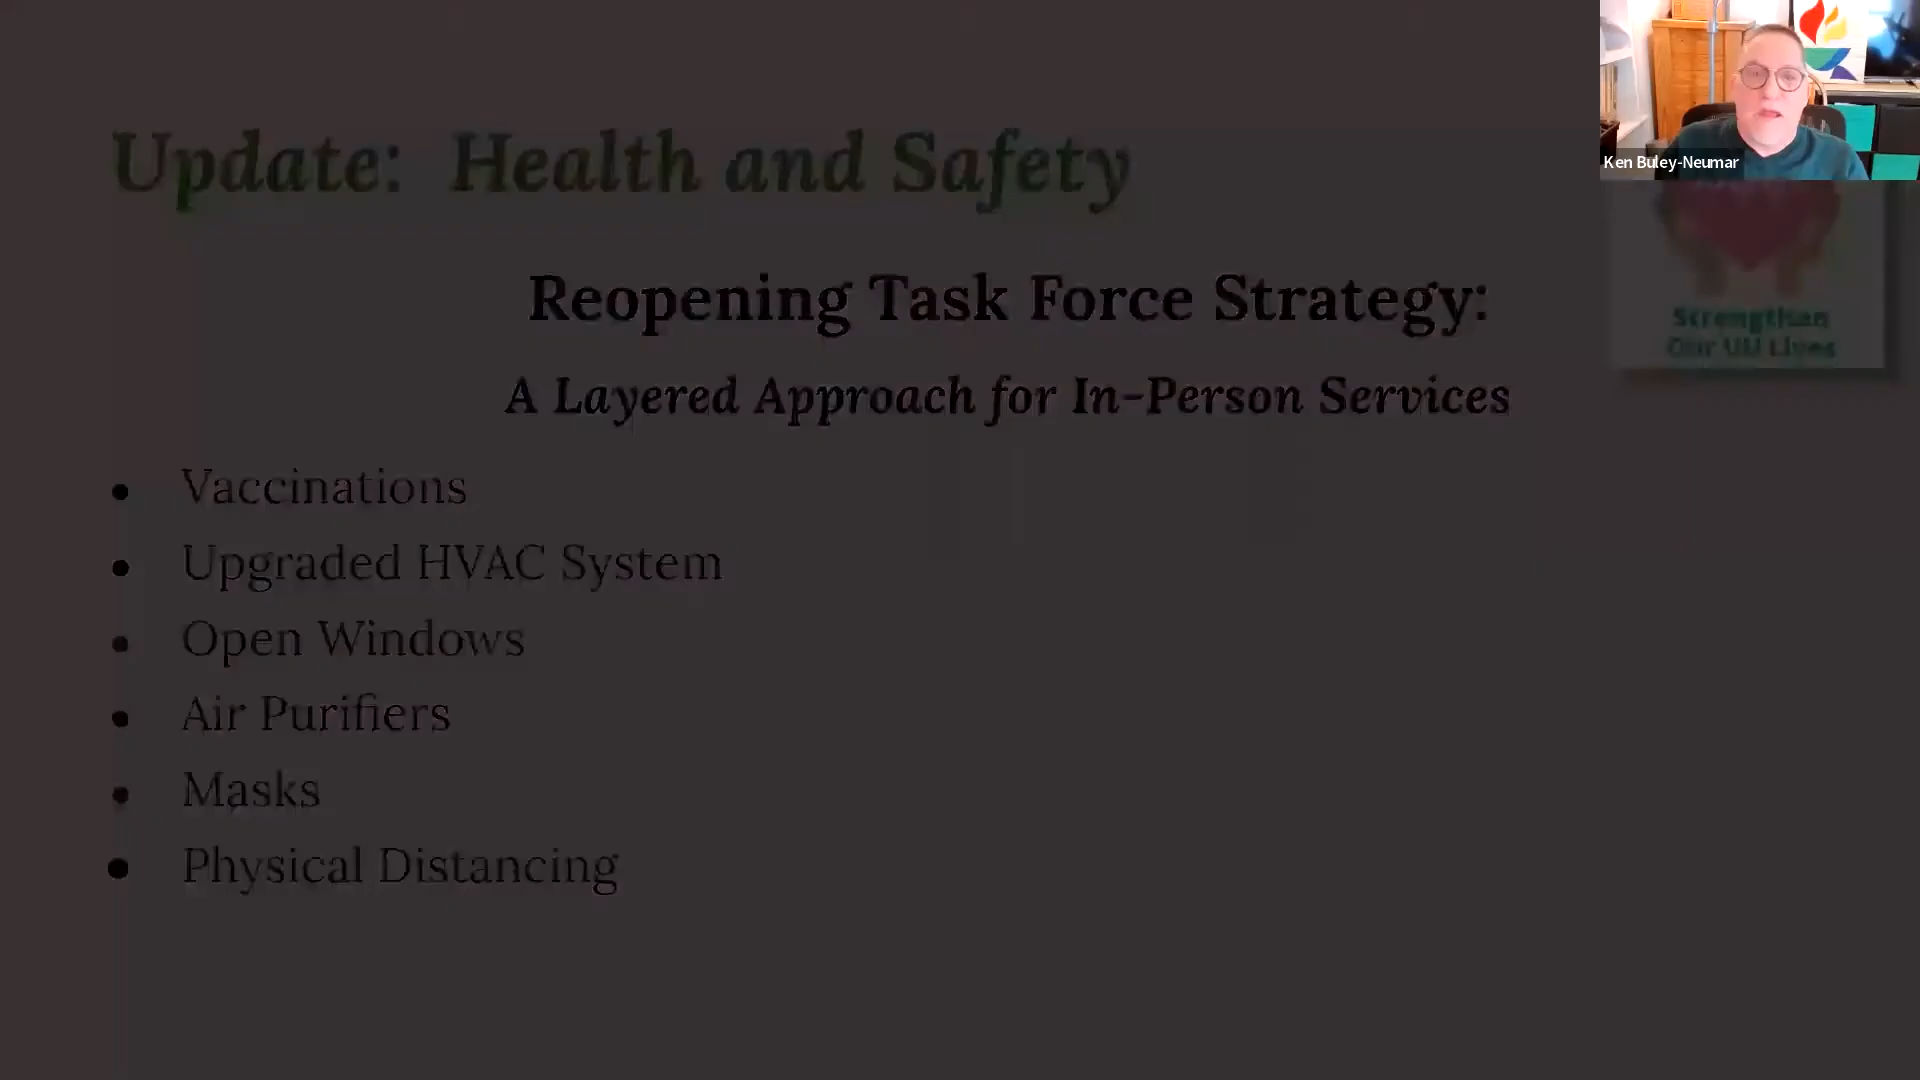 Ken Buley-Neumar
Update: Health and Safety
Reopening Task Force Strategy:
A Layered Approach for In-Person Services
Strengthen
Our UU Lives
• Vaccinations
• Upgraded HVAC System
• Open Windows
• Air Purifiers
• Masks
• Physical Distancing